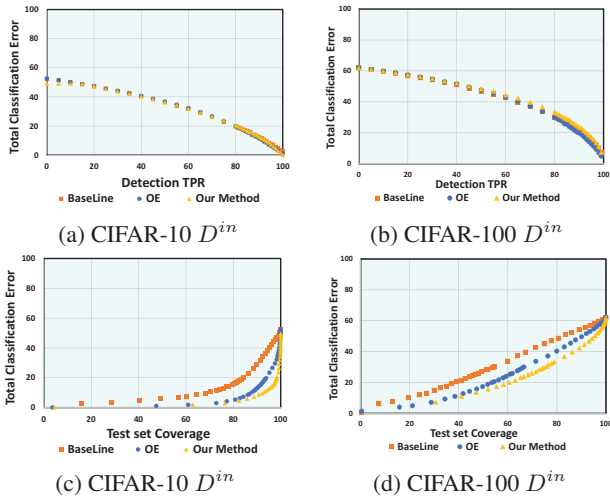 Total Classification Error
100
80
60
40
20
0
0 20 40 60 80 100
Detection TPR
BaseLine OE Our Method
(a) CIFAR-10 D^in
Total Classification Error
100
80
60
40
20
0
0 20 40 60 80 100
Detection TPR
BaseLine OE Our Method
(b) CIFAR-100 D^in
Total Classification Error
100
80
60
40
20
0
0 20 40 60 80 100
Test set Coverage
BaseLine OE Our Method
(c) CIFAR-10 D^in
Total Classification Error
100
80
60
40
20
0
0 20 40 60 80 100
Test set Coverage
BaseLine OE Our Method
(d) CIFAR-100 D^in